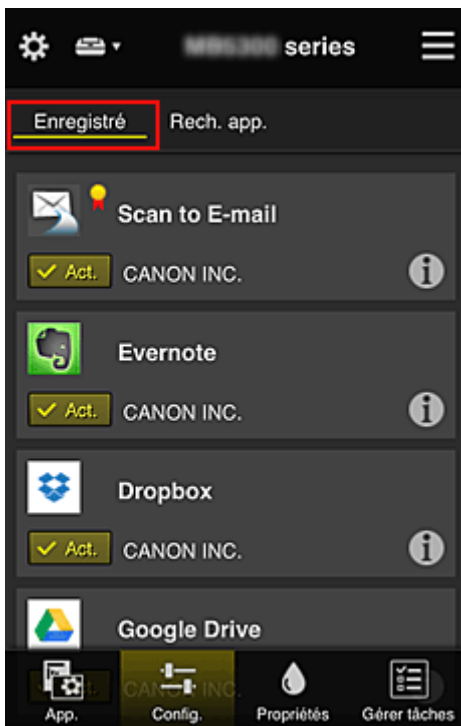 series
Enregistré Rech. app.
Scan to E-mail
Act. CANON INC.
Evernote
Act. CANON INC.
Dropbox
Act. CANON INC.
Google Drive
App. Config. Propriétés Gérer tâches